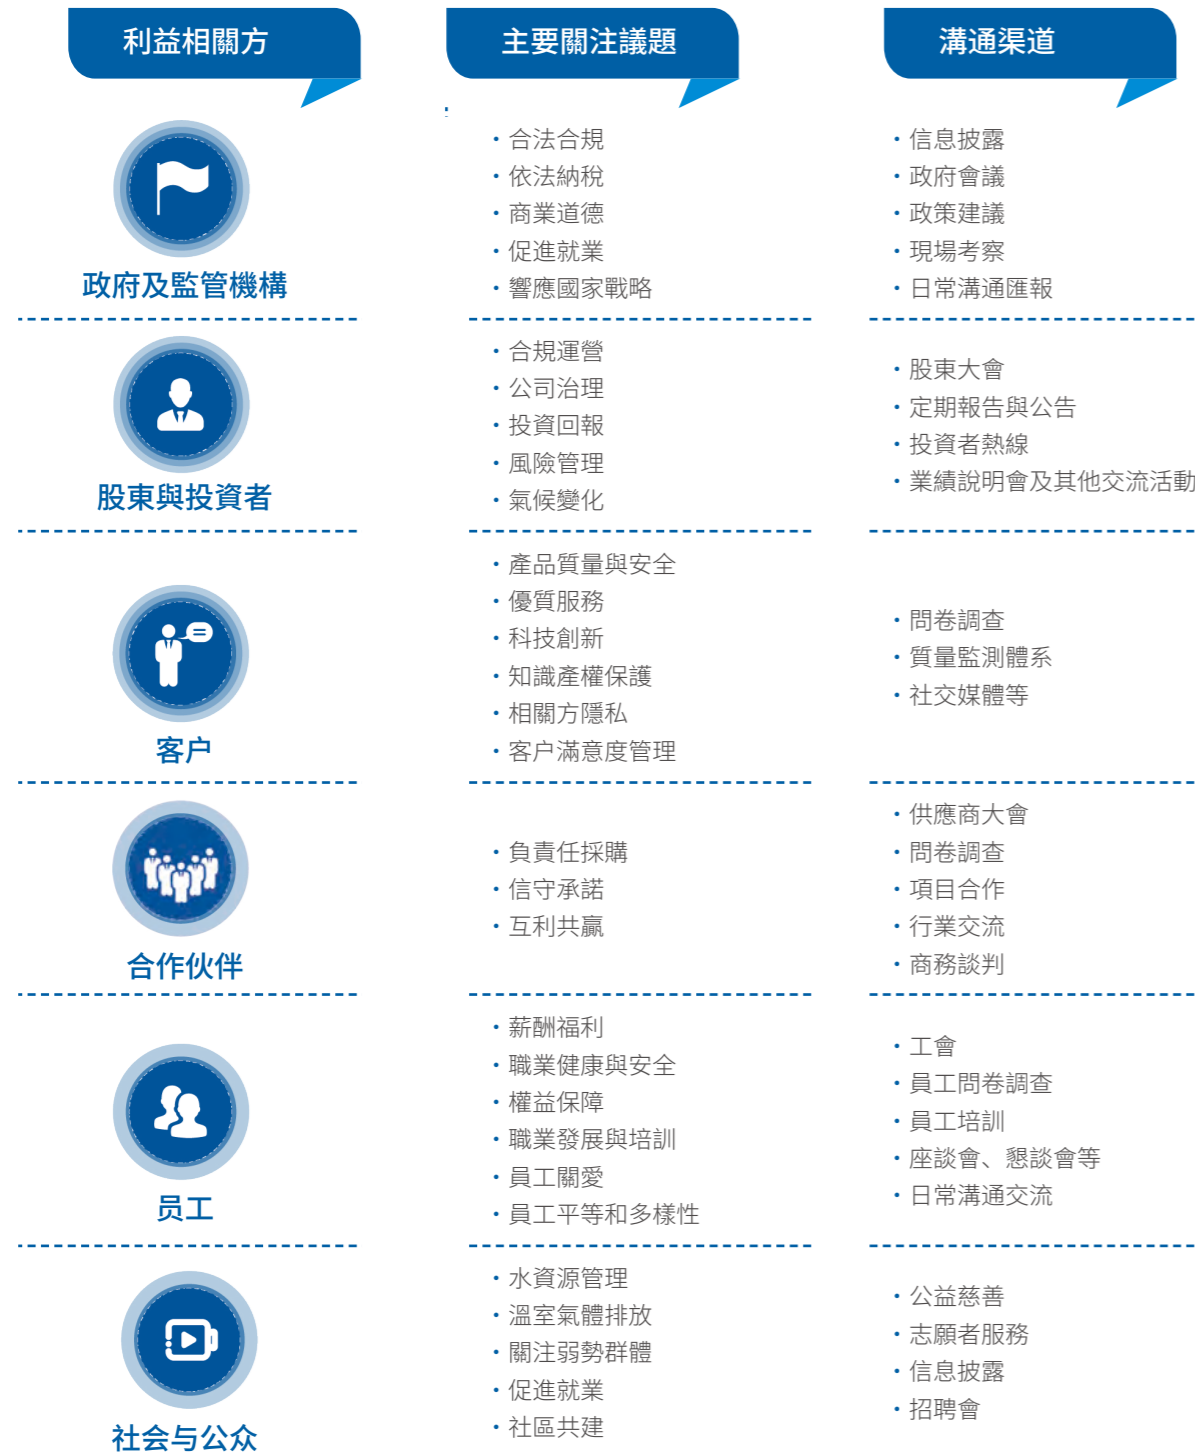 利益相關方
主要關注議題
溝通渠道
政府及監管機構
・合法合規
・依法納稅
・商業道德
・促進就業
・響應國家戰略
・信息披露
・政府會議
・政策建議
・現場考察
・日常溝通匯報
股東與投資者
・合規運營
・公司治理
・投資回報
・風險管理
・氣候變化
・股東大會
・定期報告與公告
・投資者熱線
・業績說明會及其他交流活動
客户
・產品質量與安全
・優質服務
・科技創新
・知識產權保護
・相關方隱私
・客户滿意度管理
・問卷調查
・質量監測體系
・社交媒體等
合作伙伴
・負責任採購
・信守承諾
・互利共贏
・供應商大會
・問卷調查
・項目合作
・行業交流
・商務談判
员工
・薪酬福利
・職業健康與安全
・權益保障
・職業發展與培訓
・員工關愛
・員工平等和多樣性
・工會
・員工問卷調查
・員工培訓
・座談會、懇談會等
・日常溝通交流
社会与公众
・水資源管理
・溫室氣體排放
・關注弱勢群體
・促進就業
・社區共建
・公益慈善
・志願者服務
・信息披露
・招聘會